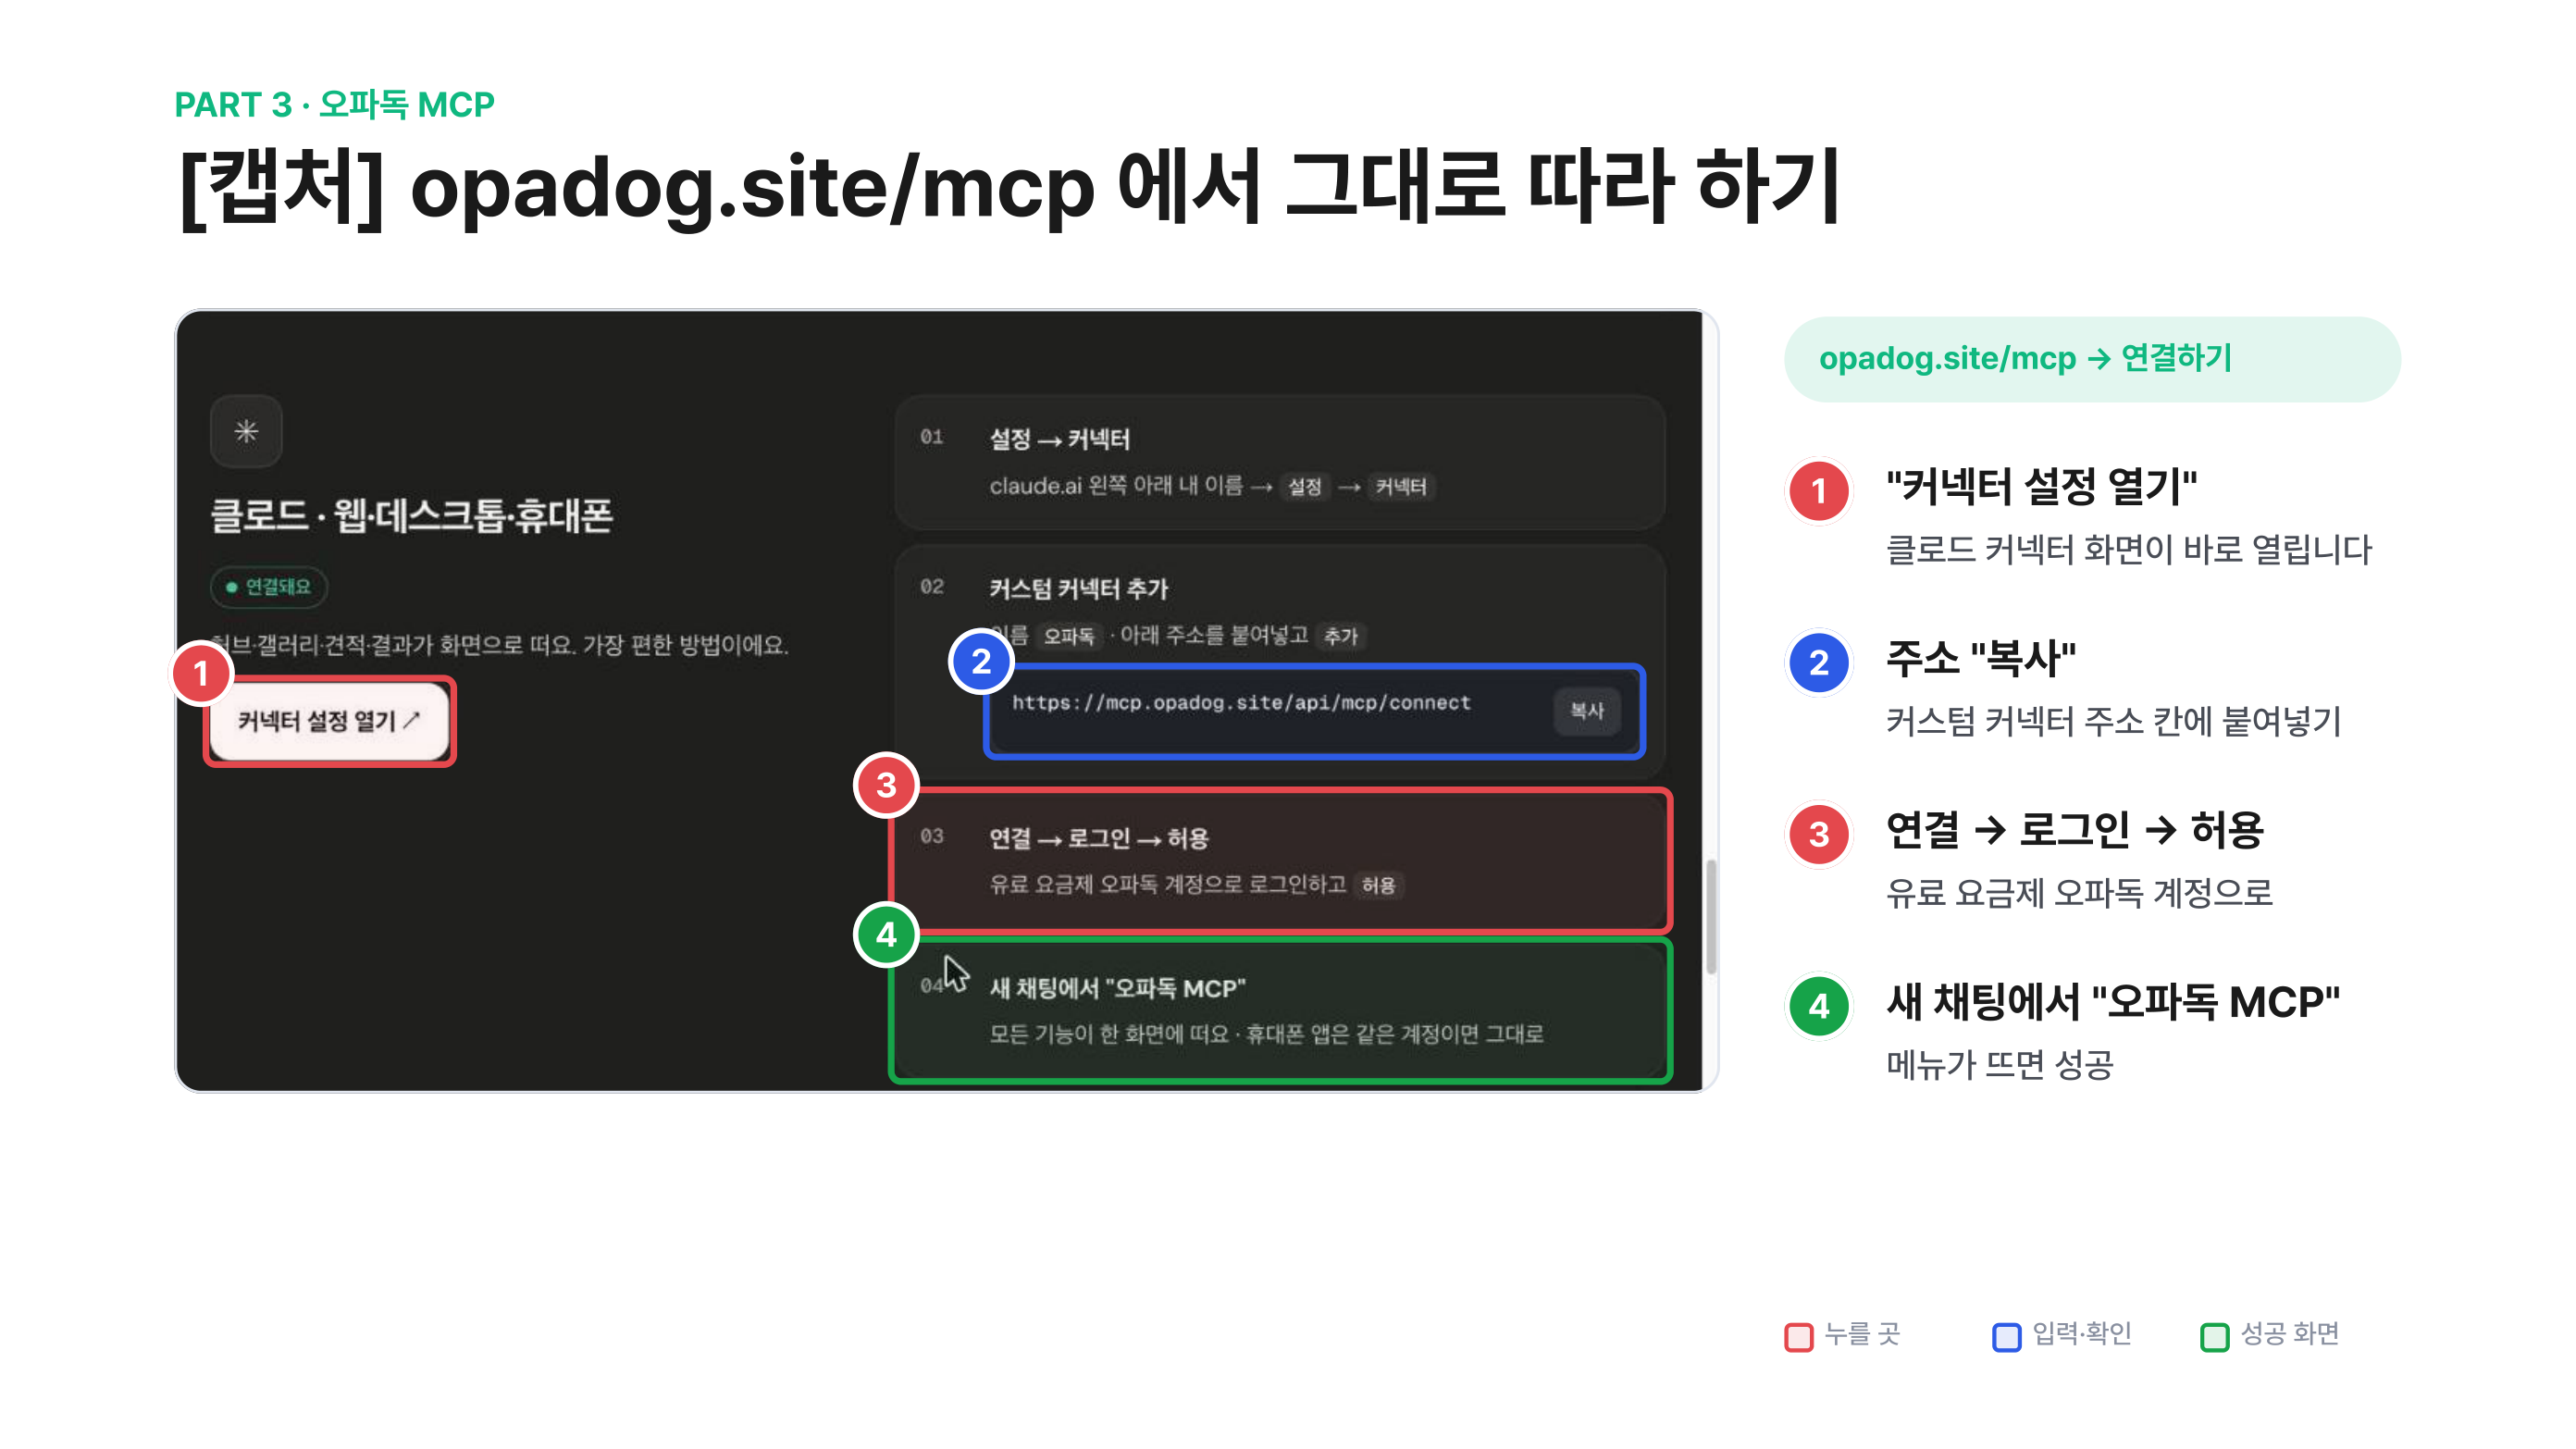 PART 3 · 오파독 MCP
[캡처] opadog.site/mcp 에서 그대로 따라 하기
클로드 · 웹·데스크톱·휴대폰
연결돼요
허브·갤러리·견적·결과가 화면으로 떠요. 가장 편한 방법이에요.
1
커넥터 설정 열기 ↗
01 설정 → 커넥터
claude.ai 왼쪽 아래 내 이름 → 설정 → 커넥터
02 커스텀 커넥터 추가
이름 오파독 · 아래 주소를 붙여넣고 추가
2
https://mcp.opadog.site/api/mcp/connect 복사
3
03 연결 → 로그인 → 허용
유료 요금제 오파독 계정으로 로그인하고 허용
4
04 새 채팅에서 "오파독 MCP"
모든 기능이 한 화면에 떠요 · 휴대폰 앱은 같은 계정이면 그대로
opadog.site/mcp → 연결하기
1 "커넥터 설정 열기"
클로드 커넥터 화면이 바로 열립니다
2 주소 "복사"
커스텀 커넥터 주소 칸에 붙여넣기
3 연결 → 로그인 → 허용
유료 요금제 오파독 계정으로
4 새 채팅에서 "오파독 MCP"
메뉴가 뜨면 성공
누를 곳 입력·확인 성공 화면